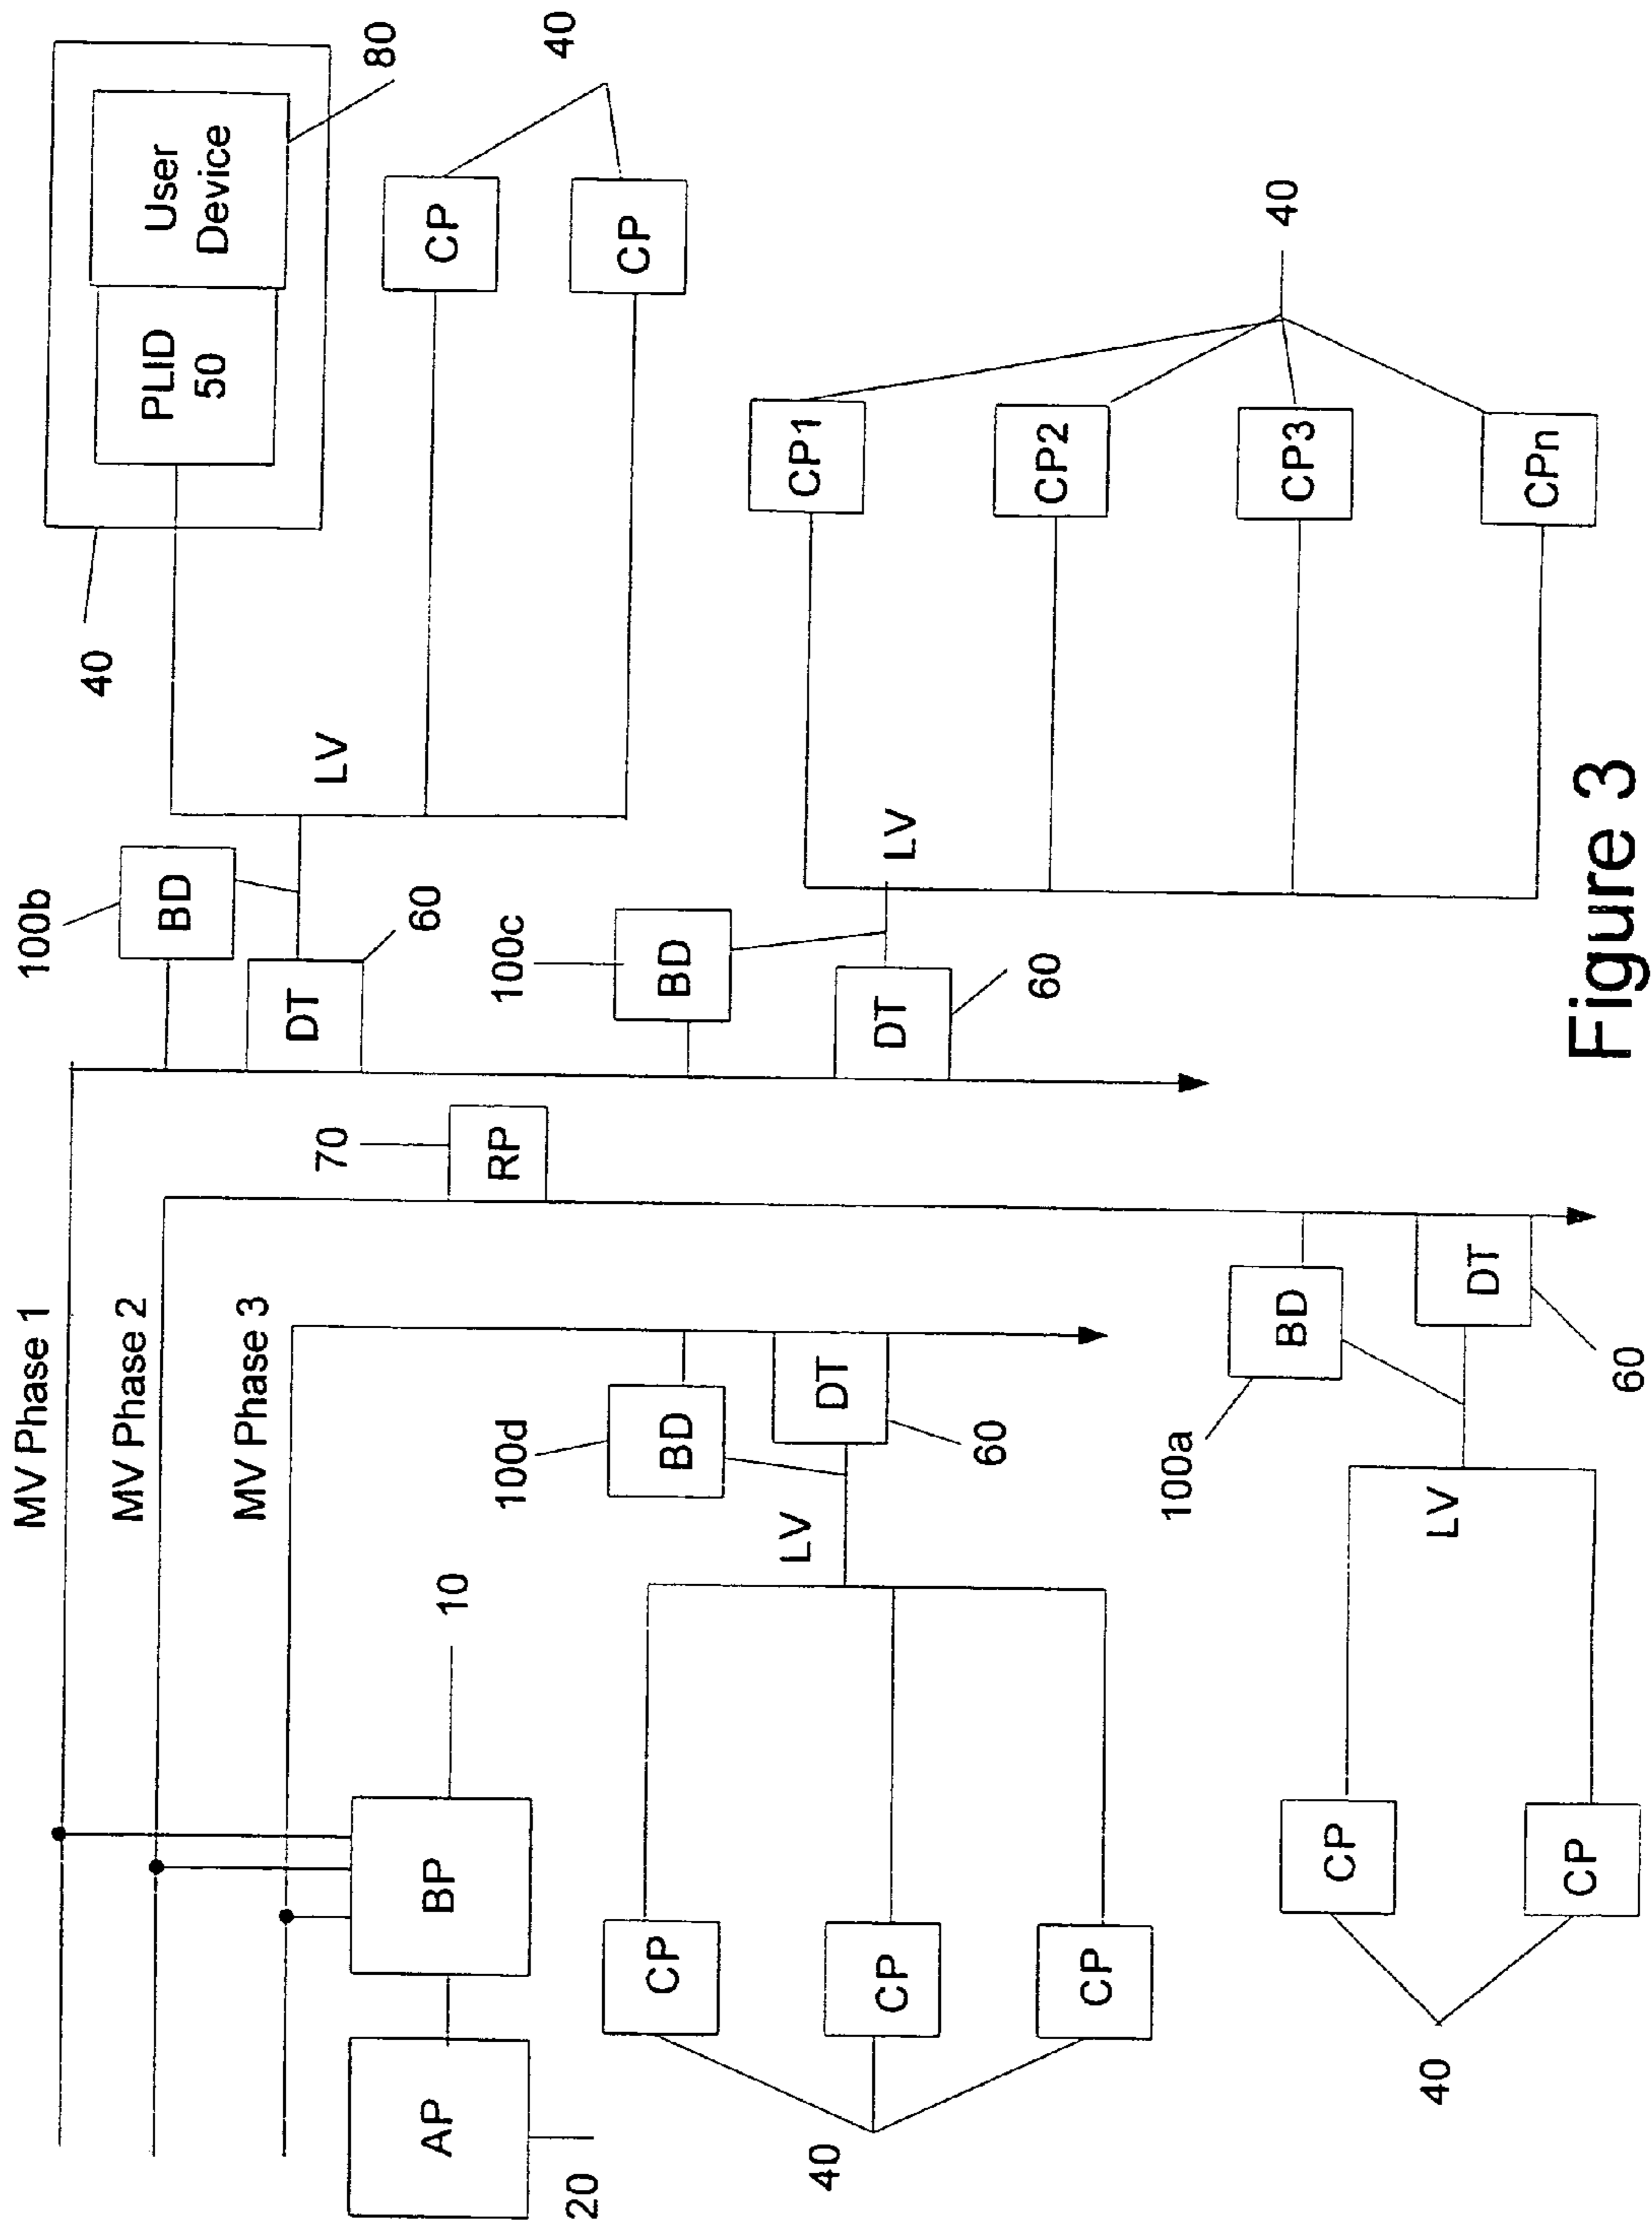 MV Phase 1
MV Phase 2
MV Phase 3
AP
20
BP
10
100d
BD
DT
60
LV
CP
CP
CP
40
100a
BD
DT
60
LV
CP
CP
40
70
RP
100b
BD
DT
60
LV
40
PLID
50
User
Device
80
CP
CP
40
100c
BD
DT
60
LV
CP1
CP2
CP3
CPn
40
Figure 3